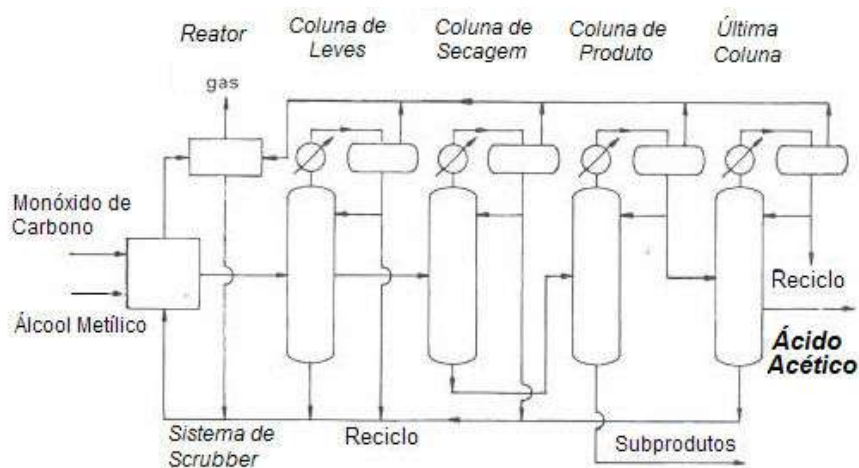 Reator
Coluna de
Leves
Coluna de
Secagem
Coluna de
Produto
Última
Coluna
gas
Monóxido de
Carbono
Álcool Metílico
Reciclo
Ácido
Acético
Sistema de
Scrubber
Reciclo
Subprodutos